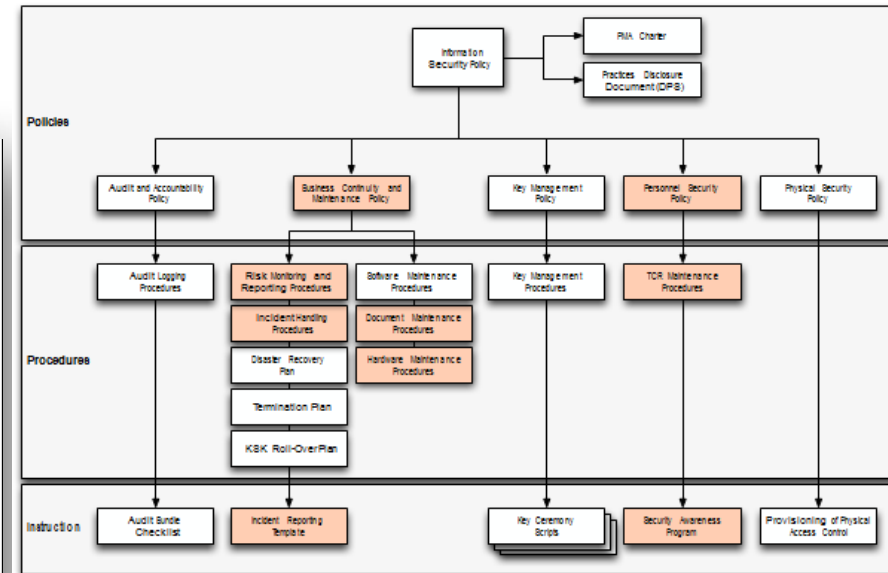 Information
Security Policy
PMA Charter
Practices Disclosure
Document (DPS)
Policies
Audit and Accountability
Policy
Business Continuity and
Maintenance Policy
Key Management
Policy
Personnel Security
Policy
Physical Security
Policy
Audit Logging
Procedures
Risk Monitoring and
Reporting Procedures
Software Maintenance
Procedures
Key Management
Procedures
TCR Maintenance
Procedures
Incident Handling
Procedures
Document Maintenance
Procedures
Procedures
Disaster Recovery
Plan
Hardware Maintenance
Procedures
Termination Plan
KSK Roll-Over Plan
Instruction
Audit Bundle
Checklist
Incident Reporting
Template
Key Ceremony
Scripts
Security Awareness
Program
Provisioning of Physical
Access Control